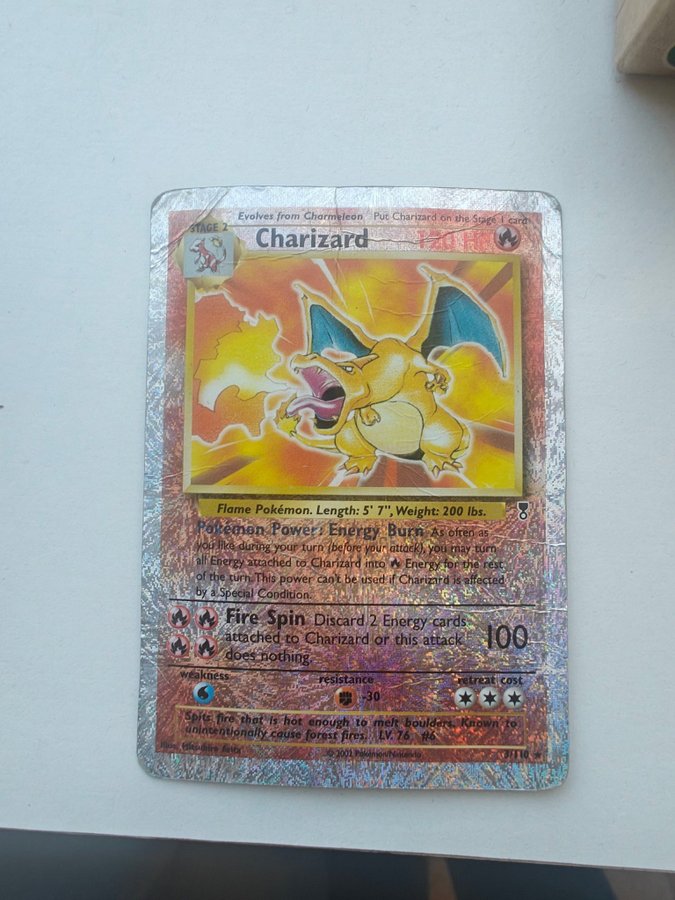 Evolves from Charmeleon Put Charizard on the Stage 1 card
STAGE 2
Charizard 120 HP
Flame Pokémon. Length: 5' 7", Weight: 200 lbs.
Pokémon Power: Energy Burn As often as
you like during your turn (before your attack), you may turn
all Energy attached to Charizard into Energy for the rest
of the turn. This power can't be used if Charizard is affected
by a Special Condition.
Fire Spin Discard 2 Energy cards
attached to Charizard or this attack
does nothing.
100
weakness resistance retreat cost
-30
Spits fire that is hot enough to melt boulders. Known to
unintentionally cause forest fires. LV. 76 #6
Illus. Mitsuhiro Arita © 2002 Pokémon/Nintendo 3/110 ★